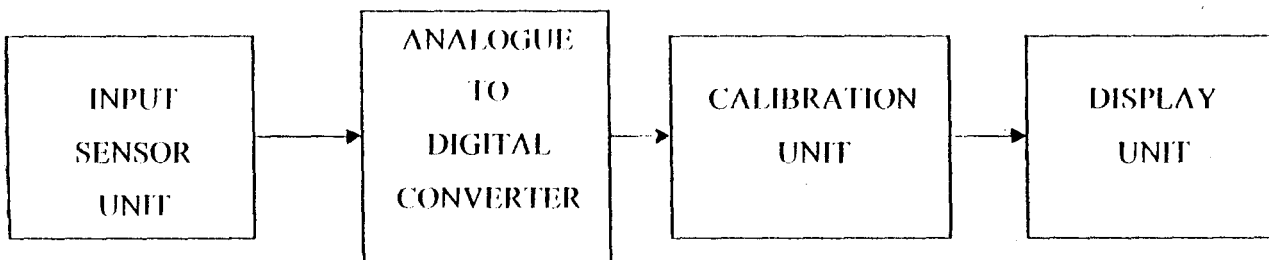 INPUT
SENSOR
UNIT
ANALOGUE
TO
DIGITAL
CONVERTER
CALIBRATION
UNIT
DISPLAY
UNIT